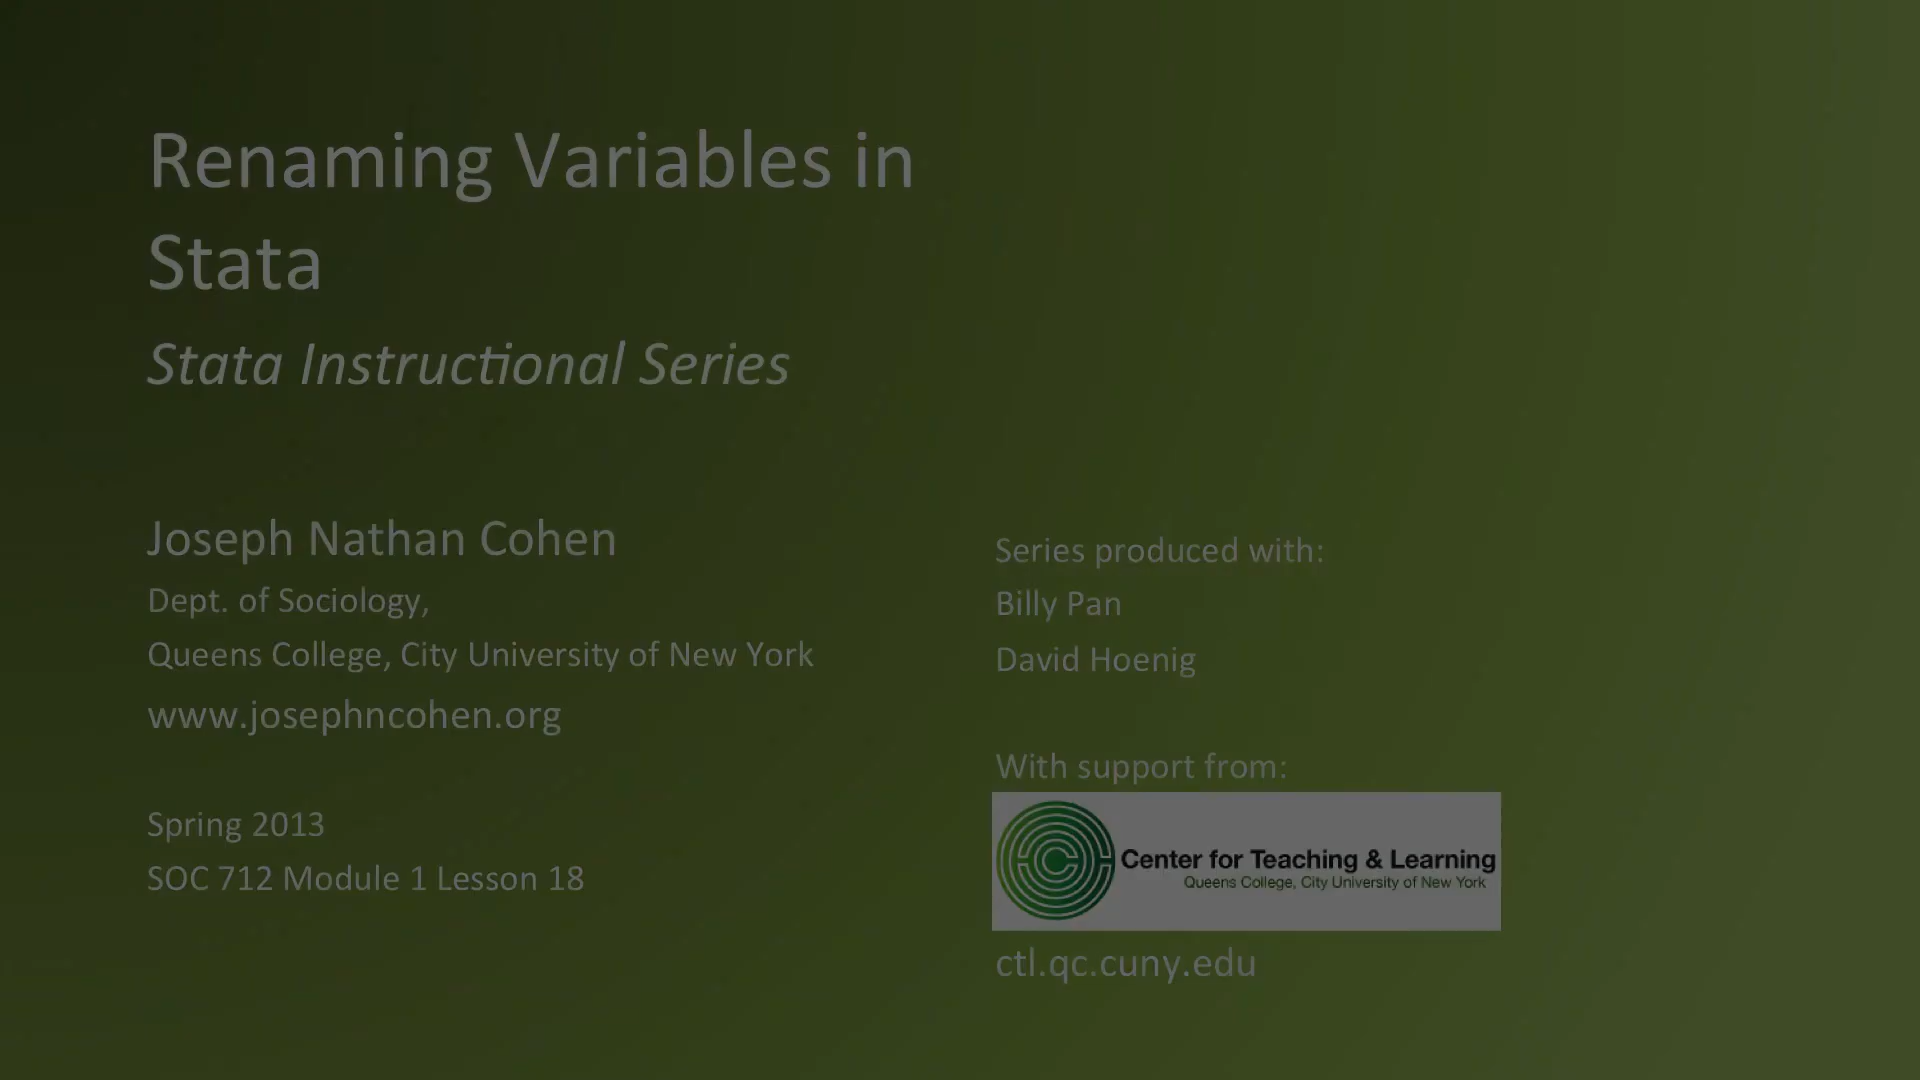 Renaming Variables in
Stata
Stata Instructional Series
Joseph Nathan Cohen
Dept. of Sociology,
Queens College, City University of New York
www.josephncohen.org
Spring 2013
SOC 712 Module 1 Lesson 18
Series produced with:
Billy Pan
David Hoenig
With support from:
Center for Teaching & Learning
Queens College, City University of New York
ctl.qc.cuny.edu